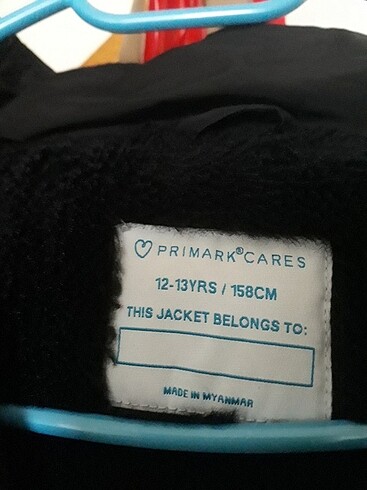 PRIMARK®CARES
12-13YRS / 158CM
THIS JACKET BELONGS TO:
MADE IN MYANMAR